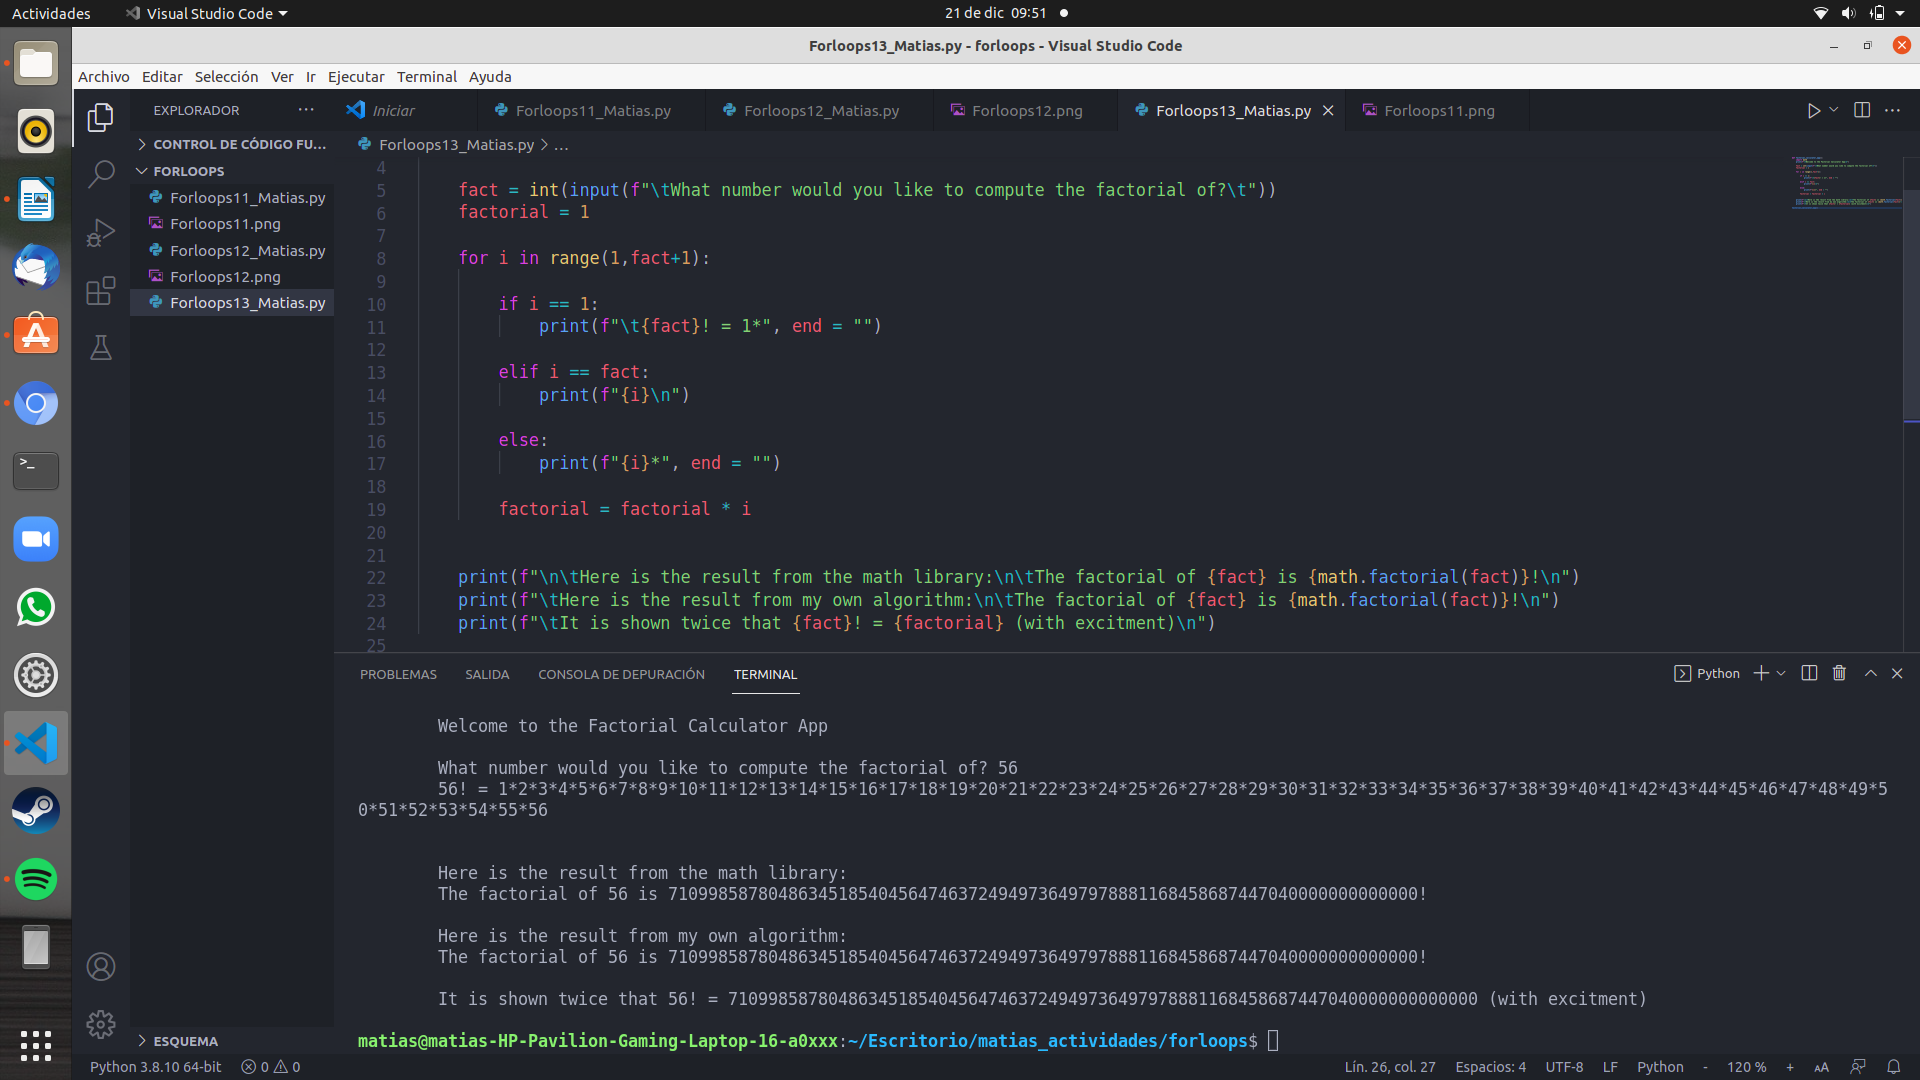 Actividades
Visual Studio Code
21 de dic 09:51
Forloops13_Matias.py - forloops - Visual Studio Code
Archivo Editar Selección Ver Ir Ejecutar Terminal Ayuda
EXPLORADOR
CONTROL DE CÓDIGO FU...
FORLOOPS
Forloops11_Matias.py
Forloops11.png
Forloops12_Matias.py
Forloops12.png
Forloops13_Matias.py
ESQUEMA
Iniciar
Forloops11_Matias.py
Forloops12_Matias.py
Forloops12.png
Forloops13_Matias.py
Forloops11.png
Forloops13_Matias.py > ...
4
5 fact = int(input(f"\tWhat number would you like to compute the factorial of?\t"))
6 factorial = 1
7
8 for i in range(1,fact+1):
9
10 if i == 1:
11 print(f"\t{fact}! = 1*", end = "")
12
13 elif i == fact:
14 print(f"{i}\n")
15
16 else:
17 print(f"{i}*", end = "")
18
19 factorial = factorial * i
20
21
22 print(f"\n\tHere is the result from the math library:\n\tThe factorial of {fact} is {math.factorial(fact)}!\n")
23 print(f"\tHere is the result from my own algorithm:\n\tThe factorial of {fact} is {math.factorial(fact)}!\n")
24 print(f"\tIt is shown twice that {fact}! = {factorial} (with excitment)\n")
25
PROBLEMAS SALIDA CONSOLA DE DEPURACIÓN TERMINAL
Python
Welcome to the Factorial Calculator App
What number would you like to compute the factorial of? 56
56! = 1*2*3*4*5*6*7*8*9*10*11*12*13*14*15*16*17*18*19*20*21*22*23*24*25*26*27*28*29*30*31*32*33*34*35*36*37*38*39*40*41*42*43*44*45*46*47*48*49*5
0*51*52*53*54*55*56
Here is the result from the math library:
The factorial of 56 is 710998587804863451854045647463724949736497978881168458687447040000000000000!
Here is the result from my own algorithm:
The factorial of 56 is 710998587804863451854045647463724949736497978881168458687447040000000000000!
It is shown twice that 56! = 710998587804863451854045647463724949736497978881168458687447040000000000000 (with excitment)
matias@matias-HP-Pavilion-Gaming-Laptop-16-a0xxx:~/Escritorio/matias_actividades/forloops$
Python 3.8.10 64-bit 0 0
Lín. 26, col. 27 Espacios: 4 UTF-8 LF Python - 120 % + AA